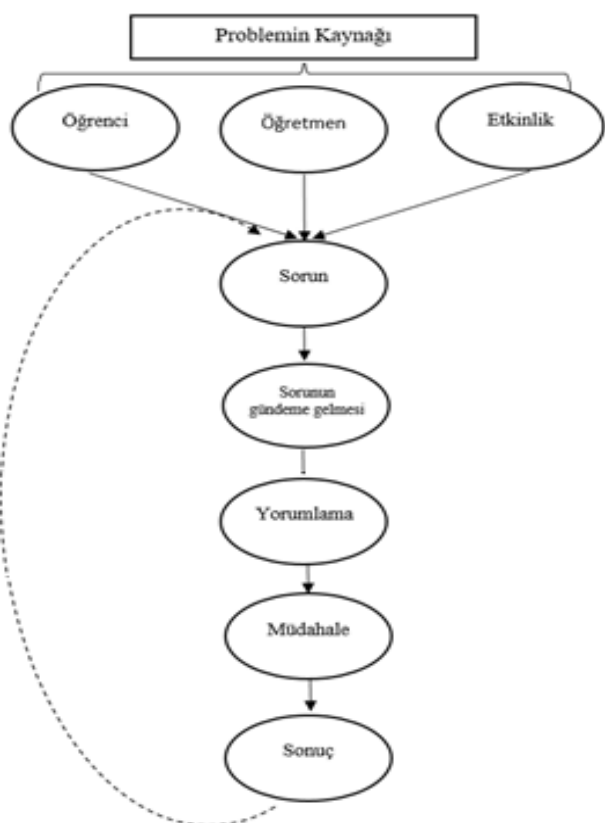 Problemin Kaynağı
Öğrenci
Öğretmen
Etkinlik
Sorun
Sorunun
gündeme gelmesi
Yorumlama
Müdahale
Sonuç